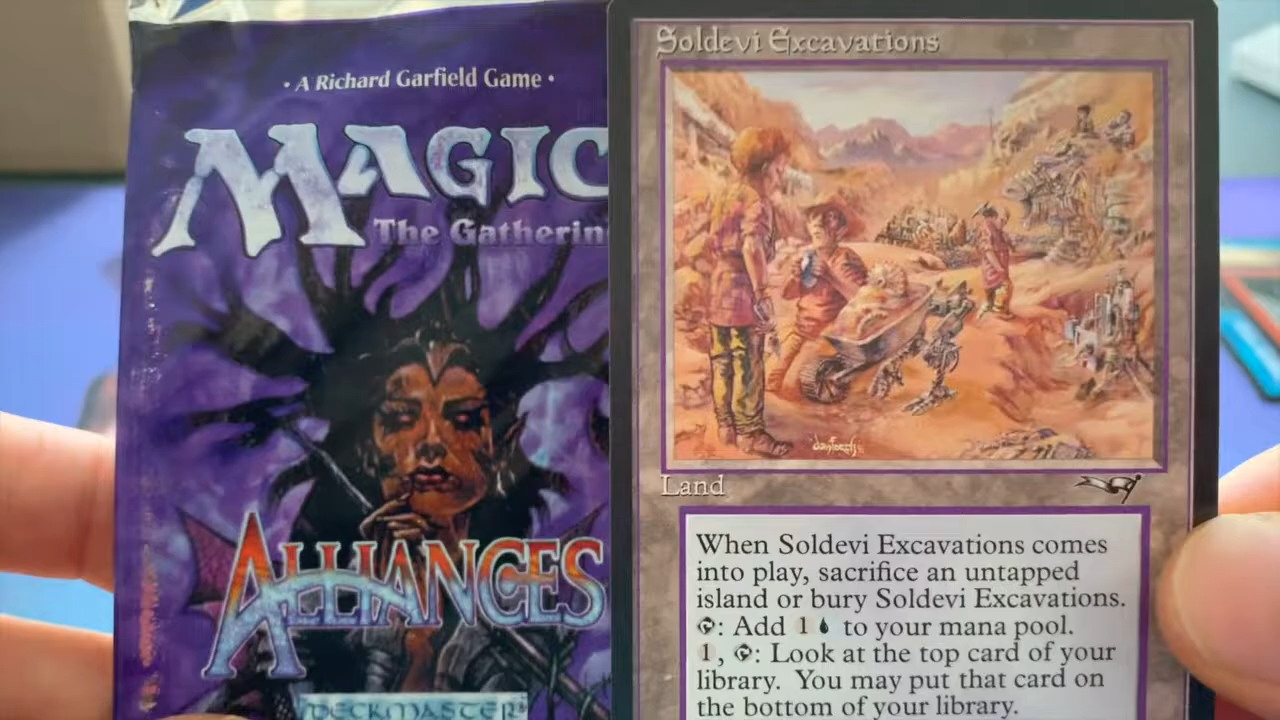 · A Richard Garfield Game ·
MAGIC
The Gatherin
ALLIANCES
DECKMASTER
Soldevi Excavations
Land
When Soldevi Excavations comes
into play, sacrifice an untapped
island or bury Soldevi Excavations.
: Add 1 to your mana pool.
1, : Look at the top card of your
library. You may put that card on
the bottom of your library.